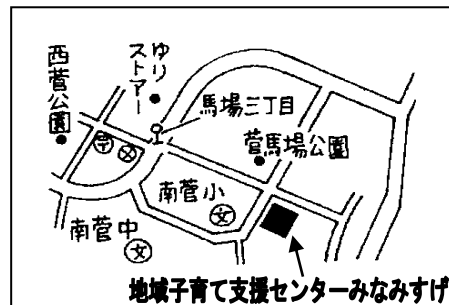 西菅公園
ゆり
ストアー
馬場三丁目
菅馬場公園
南菅小
文
南菅中
文
地域子育て支援センターみなみすげ